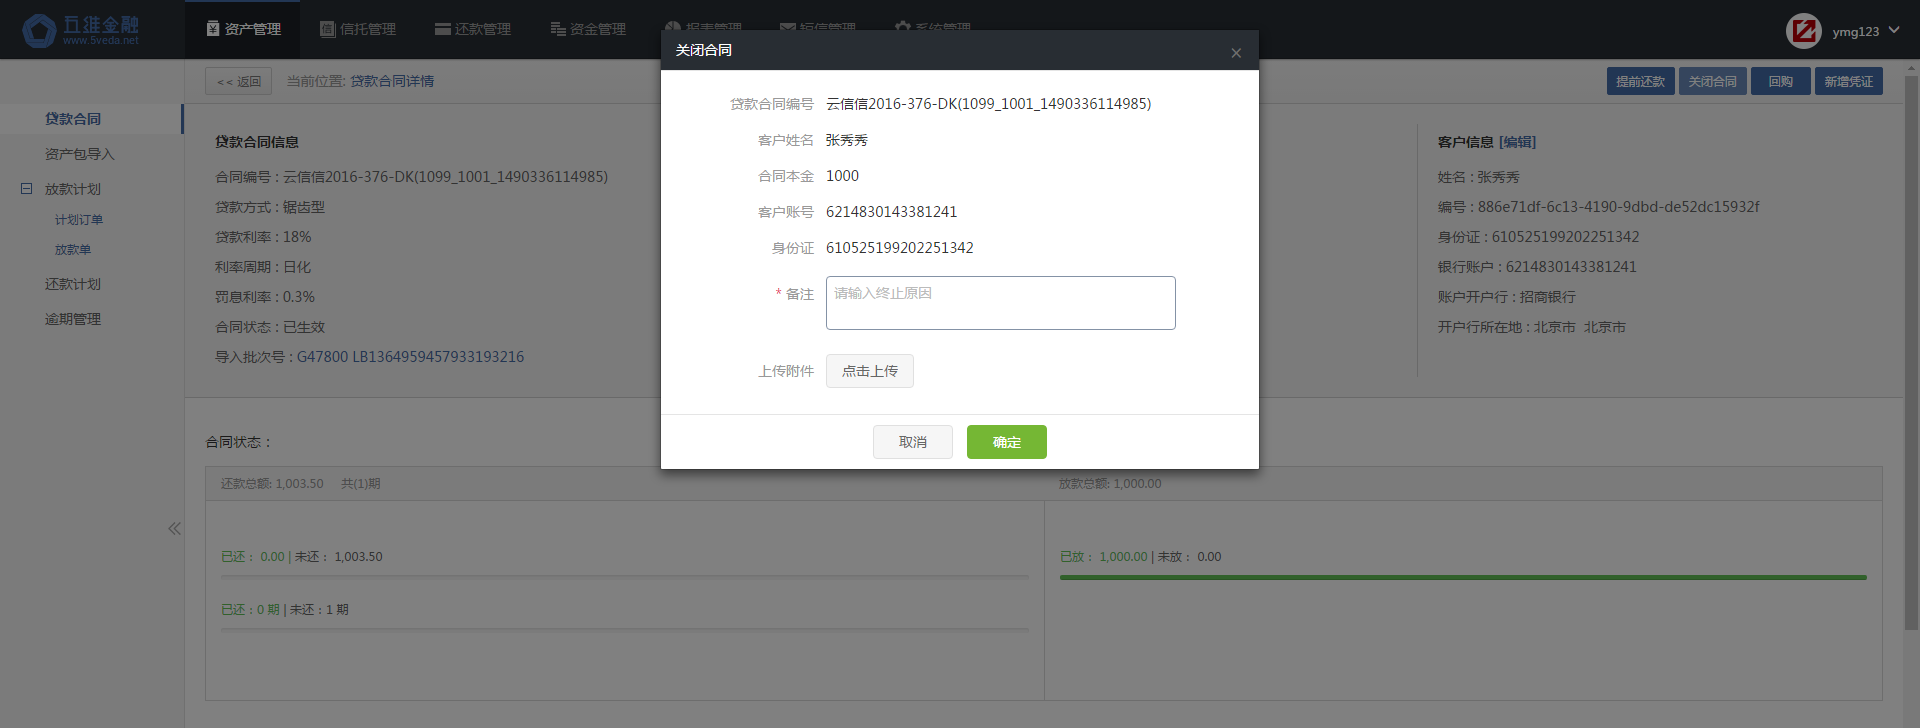 五维金融
www.5veda.net
资产管理
信托管理
还款管理
资金管理
报表管理
短信管理
系统管理
ymg123
<< 返回
当前位置: 贷款合同详情
提前还款
关闭合同
回购
新增凭证
贷款合同
资产包导入
放款计划
计划订单
放款单
还款计划
逾期管理
贷款合同信息
合同编号 : 云信信2016-376-DK(1099_1001_1490336114985)
贷款方式 : 锯齿型
贷款利率 : 18%
利率周期 : 日化
罚息利率 : 0.3%
合同状态 : 已生效
导入批次号 : G47800 LB1364959457933193216
关闭合同
×
贷款合同编号 云信信2016-376-DK(1099_1001_1490336114985)
客户姓名 张秀秀
合同本金 1000
客户账号 6214830143381241
身份证 610525199202251342
* 备注 请输入终止原因
上传附件 点击上传
取消 确定
客户信息 [编辑]
姓名 : 张秀秀
编号 : 886e71df-6c13-4190-9dbd-de52dc15932f
身份证 : 610525199202251342
银行账户 : 6214830143381241
账户开户行 : 招商银行
开户行所在地 : 北京市 北京市
合同状态：
还款总额: 1,003.50 共(1)期
放款总额: 1,000.00
已还： 0.00 | 未还： 1,003.50
已还：0 期 | 未还：1 期
已放： 1,000.00 | 未放： 0.00